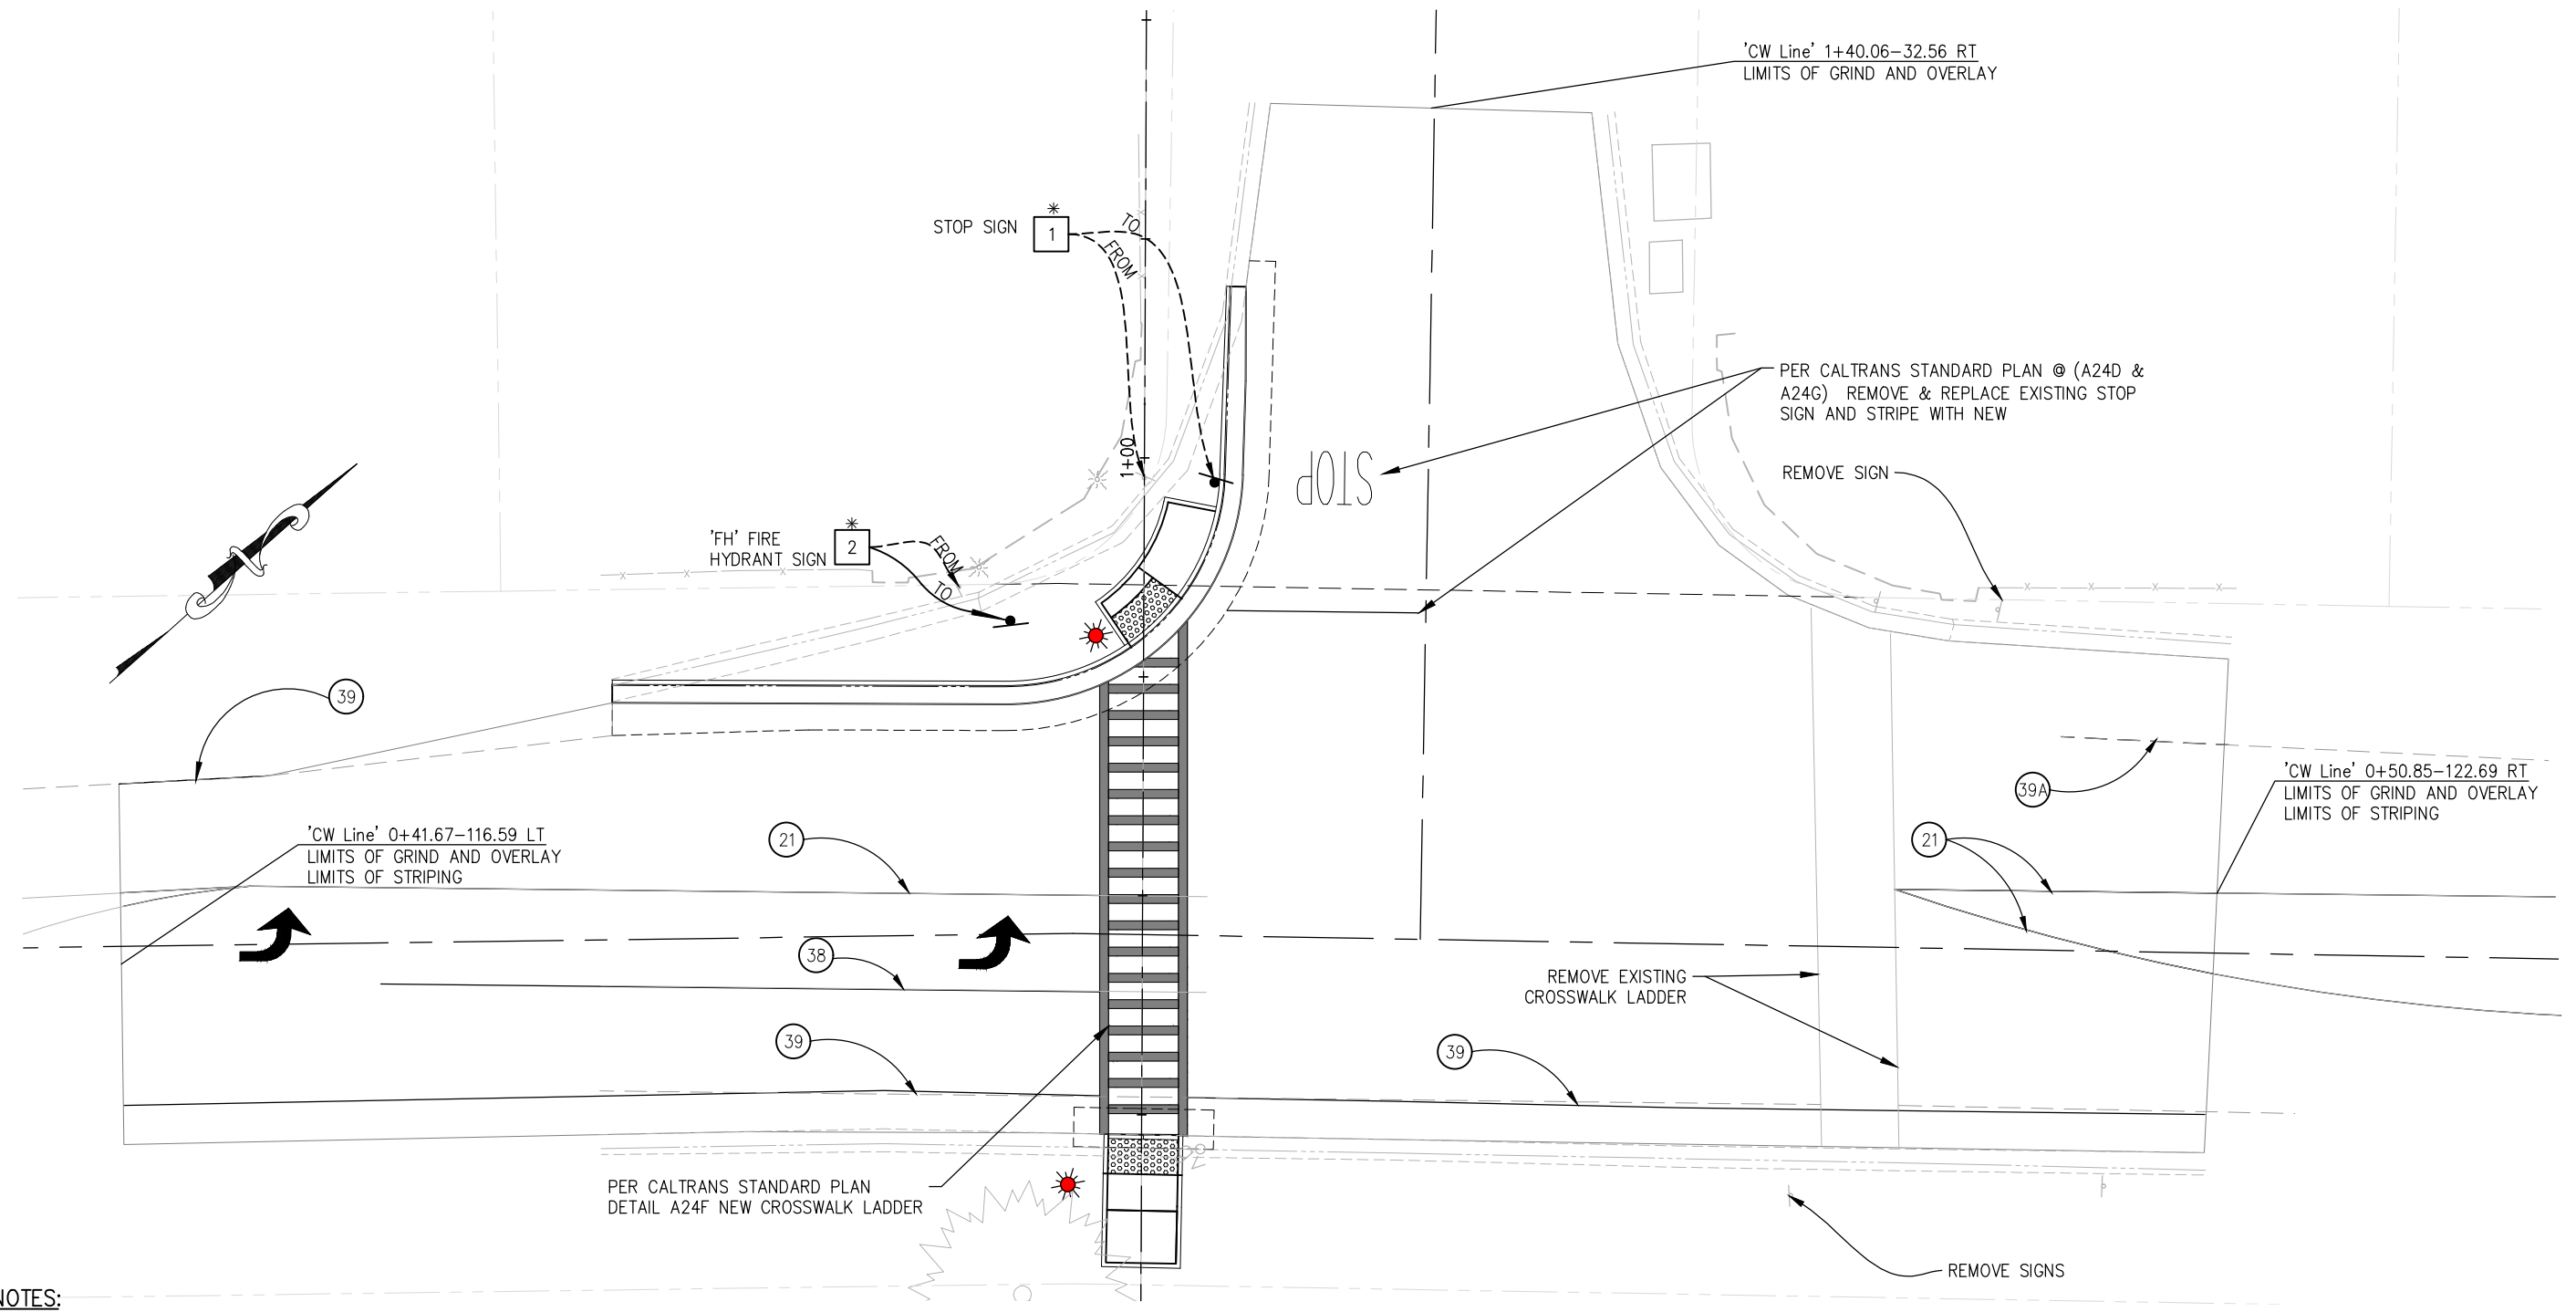 'CW Line' 1+40.06-32.56 RT
LIMITS OF GRIND AND OVERLAY
STOP SIGN
*
1
TO
FROM
PER CALTRANS STANDARD PLAN @ (A24D &
A24G) REMOVE & REPLACE EXISTING STOP
SIGN AND STRIPE WITH NEW
1+00
STOP
REMOVE SIGN
'FH' FIRE
HYDRANT SIGN
*
2
FROM
TO
39
39A
'CW Line' 0+50.85-122.69 RT
LIMITS OF GRIND AND OVERLAY
LIMITS OF STRIPING
'CW Line' 0+41.67-116.59 LT
LIMITS OF GRIND AND OVERLAY
LIMITS OF STRIPING
21
21
38
REMOVE EXISTING
CROSSWALK LADDER
39
39
PER CALTRANS STANDARD PLAN
DETAIL A24F NEW CROSSWALK LADDER
REMOVE SIGNS
NOTES: